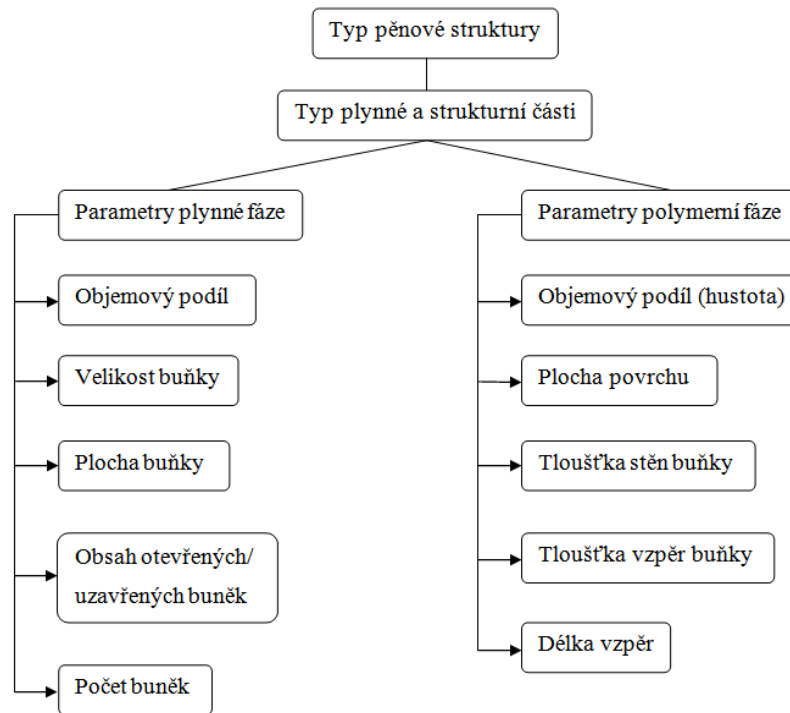 Typ pěnové struktury
Typ plynné a strukturní části
Parametry plynné fáze
Objemový podíl
Velikost buňky
Plocha buňky
Obsah otevřených/
uzavřených buněk
Počet buněk
Parametry polymerní fáze
Objemový podíl (hustota)
Plocha povrchu
Tloušťka stěn buňky
Tloušťka vzpěr buňky
Délka vzpěr